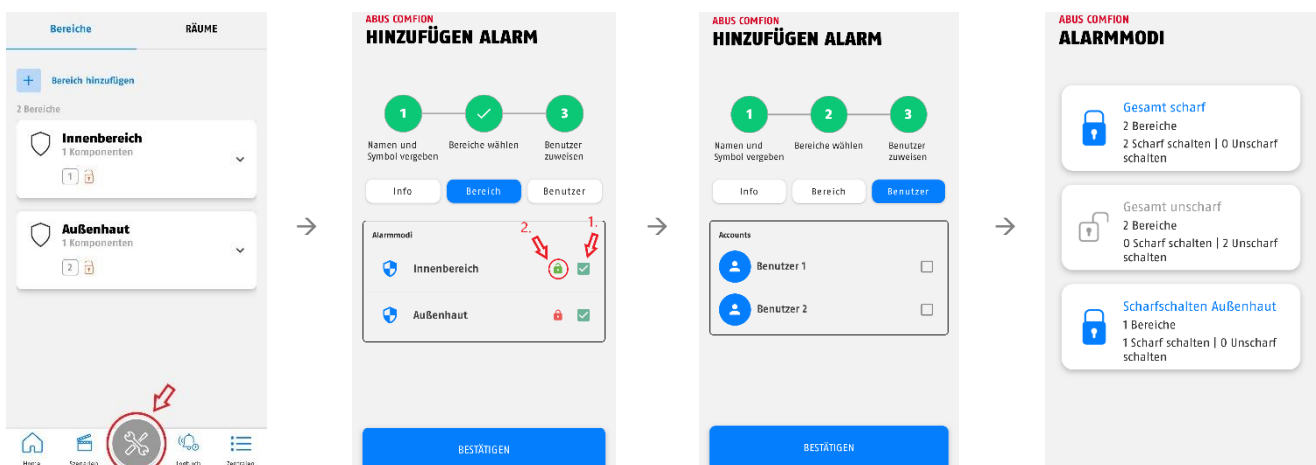 Bereiche
RÄUME
+ Bereich hinzufügen
2 Bereiche
Innenbereich
1 Komponenten
1
Außenhaut
1 Komponenten
2
Home
Szenarien
Logbuch
Zentralen
→
ABUS COMFION
HINZUFÜGEN ALARM
1
3
Namen und
Symbol vergeben
Bereiche wählen
Benutzer
zuweisen
Info
Bereich
Benutzer
Alarmmodi
2.
1.
Innenbereich
Außenhaut
BESTÄTIGEN
→
ABUS COMFION
HINZUFÜGEN ALARM
1
2
3
Namen und
Symbol vergeben
Bereiche wählen
Benutzer
zuweisen
Info
Bereich
Benutzer
Accounts
Benutzer 1
Benutzer 2
BESTÄTIGEN
→
ABUS COMFION
ALARMMODI
Gesamt scharf
2 Bereiche
2 Scharf schalten | 0 Unscharf
schalten
Gesamt unscharf
2 Bereiche
0 Scharf schalten | 2 Unscharf
schalten
Scharfschalten Außenhaut
1 Bereiche
1 Scharf schalten | 0 Unscharf
schalten